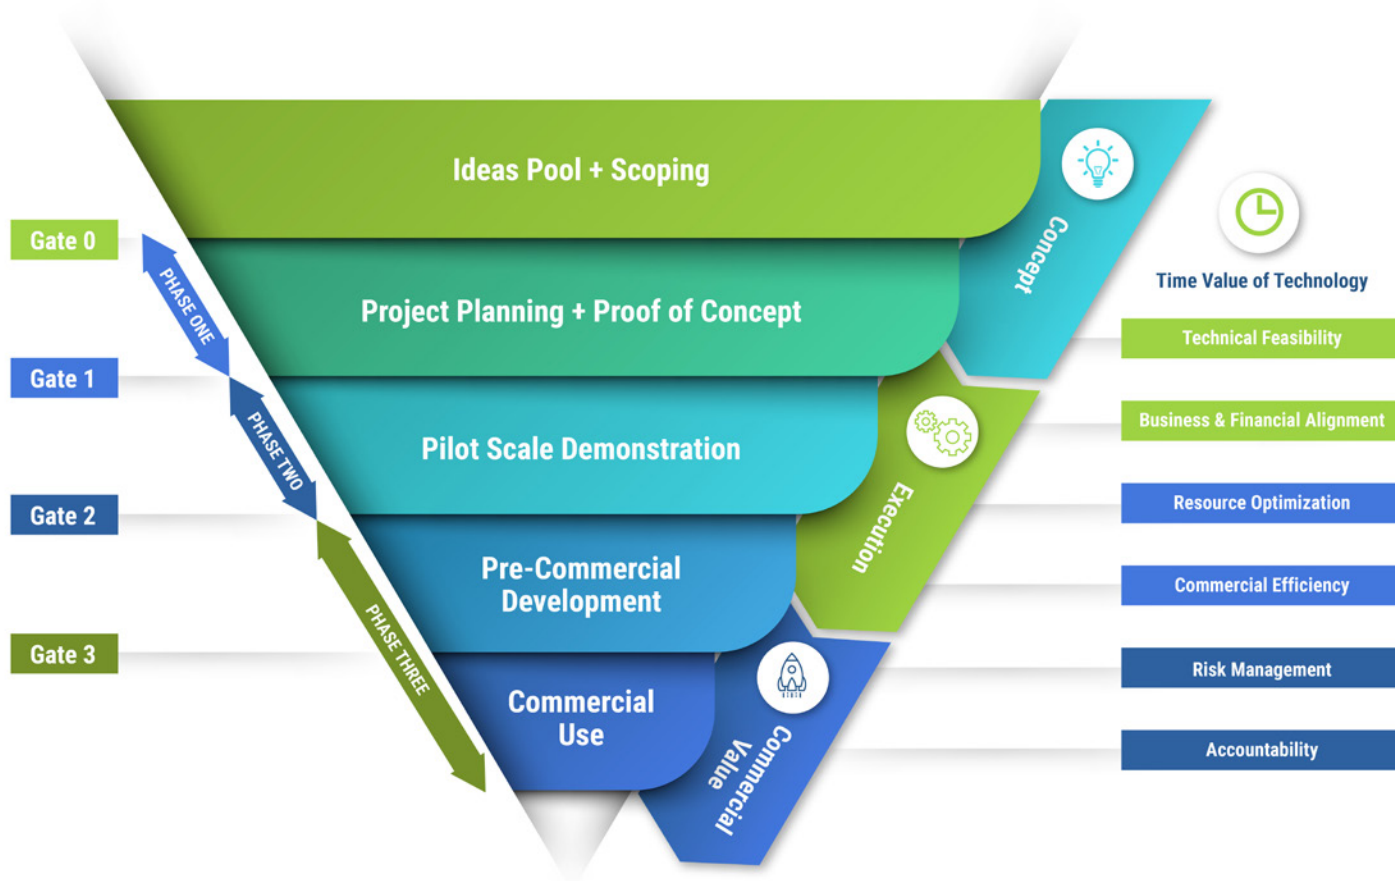 Ideas Pool + Scoping
Project Planning + Proof of Concept
Pilot Scale Demonstration
Pre-Commercial
Development
Commercial
Use
Gate 0
Gate 1
Gate 2
Gate 3
PHASE ONE
PHASE TWO
PHASE THREE
Concept
Execution
Commercial
Value
Time Value of Technology
Technical Feasibility
Business & Financial Alignment
Resource Optimization
Commercial Efficiency
Risk Management
Accountability